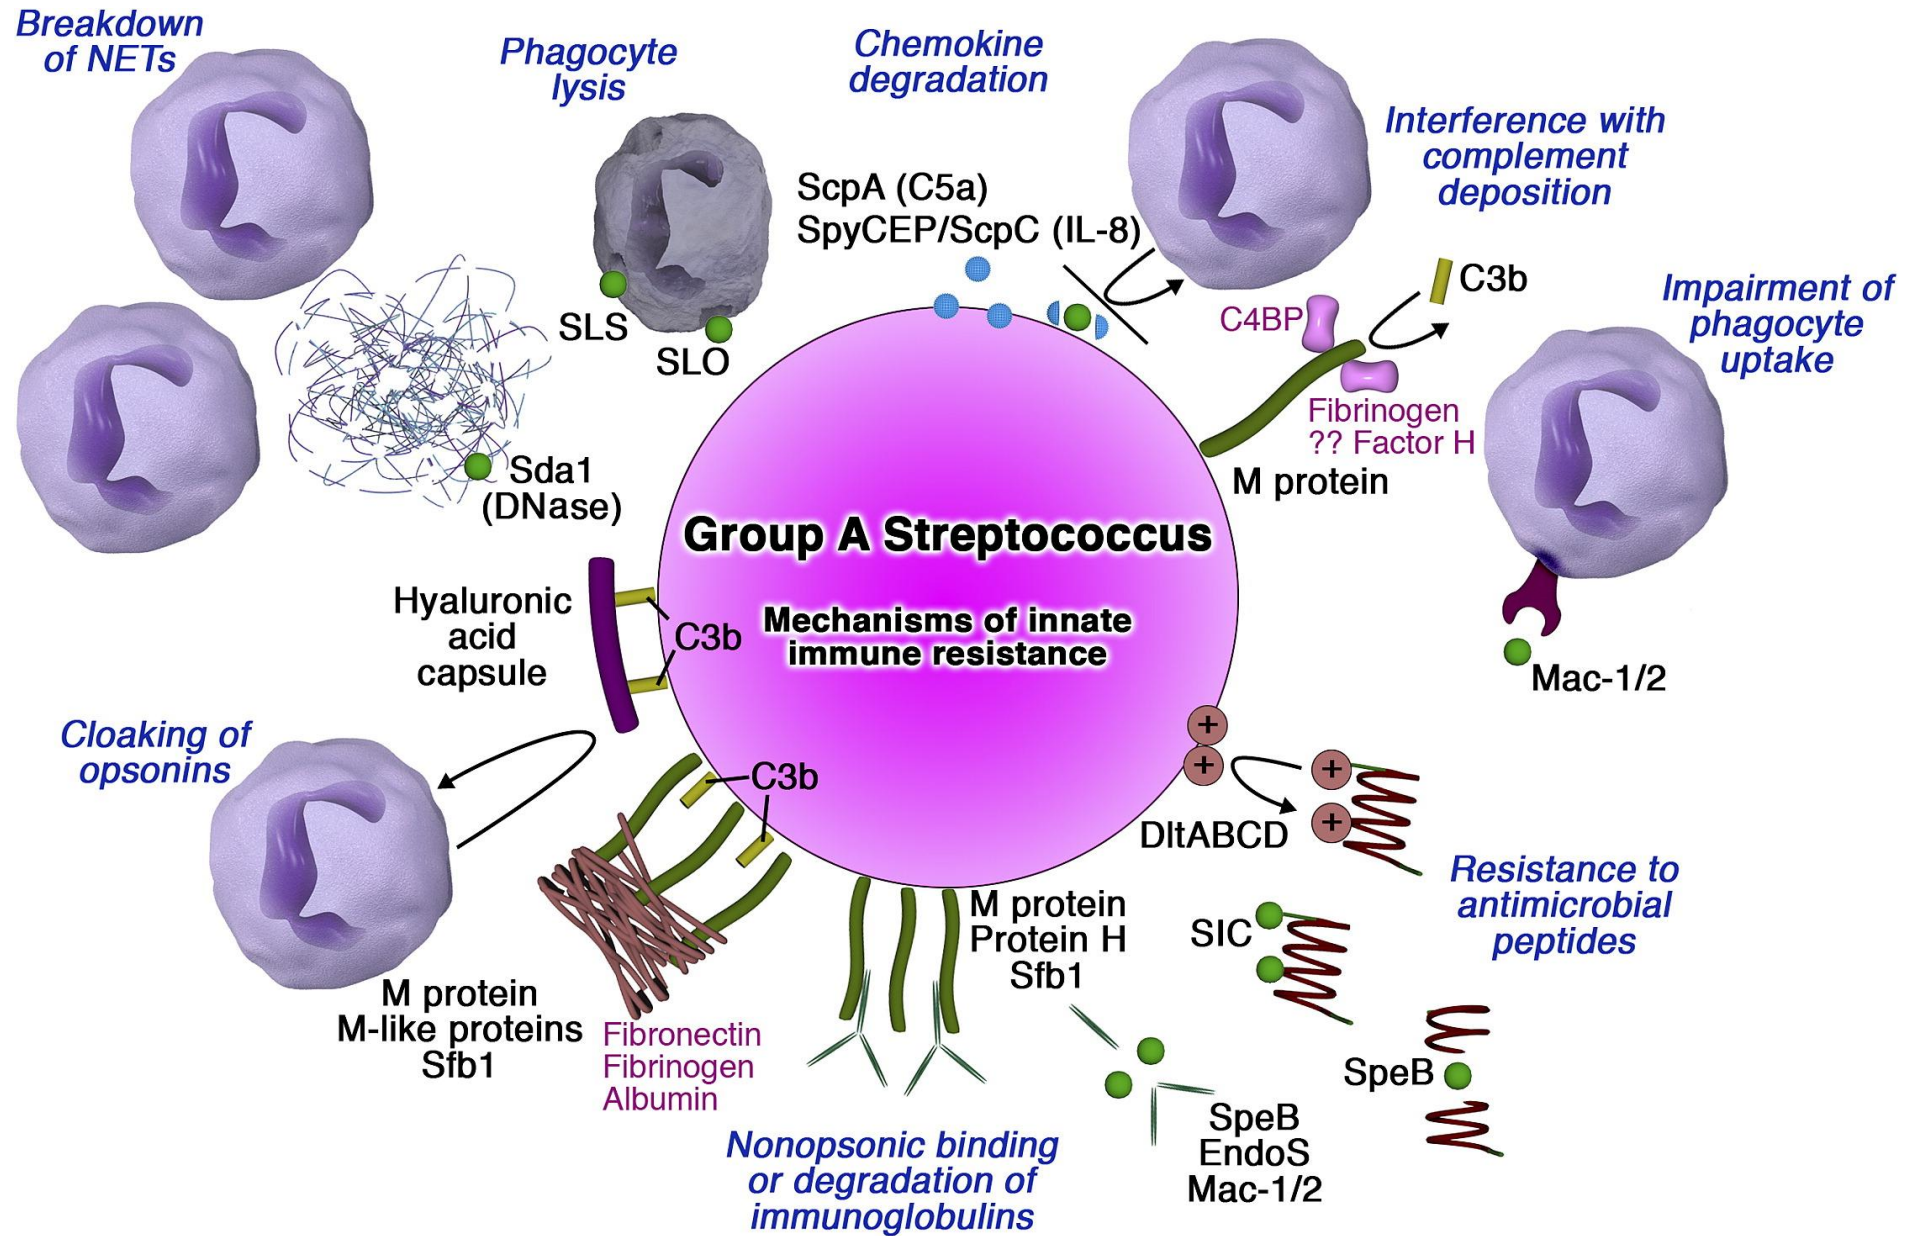 Breakdown
of NETs
Phagocyte
lysis
Chemokine
degradation
Interference with
complement
deposition
Impairment of
phagocyte
uptake
ScpA (C5a)
SpyCEP/ScpC (IL-8)
SLS
SLO
C4BP
C3b
Fibrinogen
?? Factor H
M protein
Sda1
(DNase)
Group A Streptococcus
Mechanisms of innate
immune resistance
Hyaluronic
acid
capsule
C3b
Mac-1/2
Cloaking of
opsonins
C3b
+
+
+
+
DltABCD
Resistance to
antimicrobial
peptides
M protein
M-like proteins
Sfb1
Fibronectin
Fibrinogen
Albumin
M protein
Protein H
Sfb1
SIC
SpeB
SpeB
EndoS
Mac-1/2
Nonopsonic binding
or degradation of
immunoglobulins